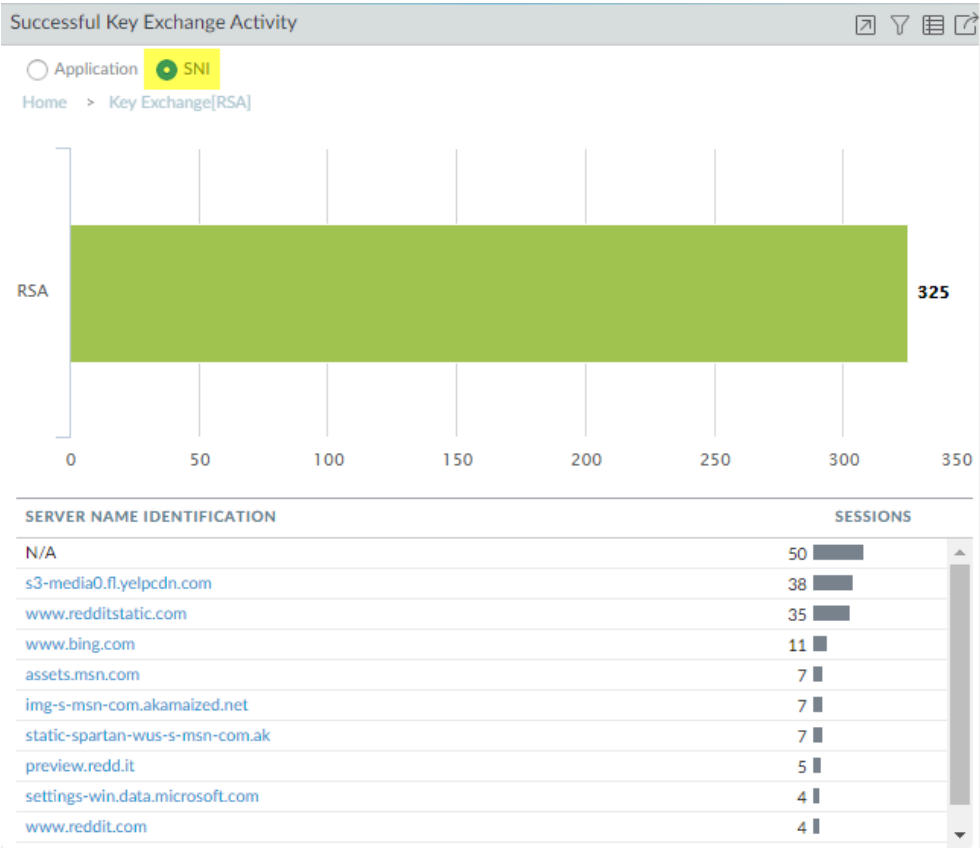 Successful Key Exchange Activity
Application SNI
Home > Key Exchange[RSA]
RSA 325
0 50 100 150 200 250 300 350
SERVER NAME IDENTIFICATION SESSIONS
N/A 50
s3-media0.fl.yelpcdn.com 38
www.redditstatic.com 35
www.bing.com 11
assets.msn.com 7
img-s-msn-com.akamaized.net 7
static-spartan-wus-s-msn-com.ak 7
preview.redd.it 5
settings-win.data.microsoft.com 4
www.reddit.com 4